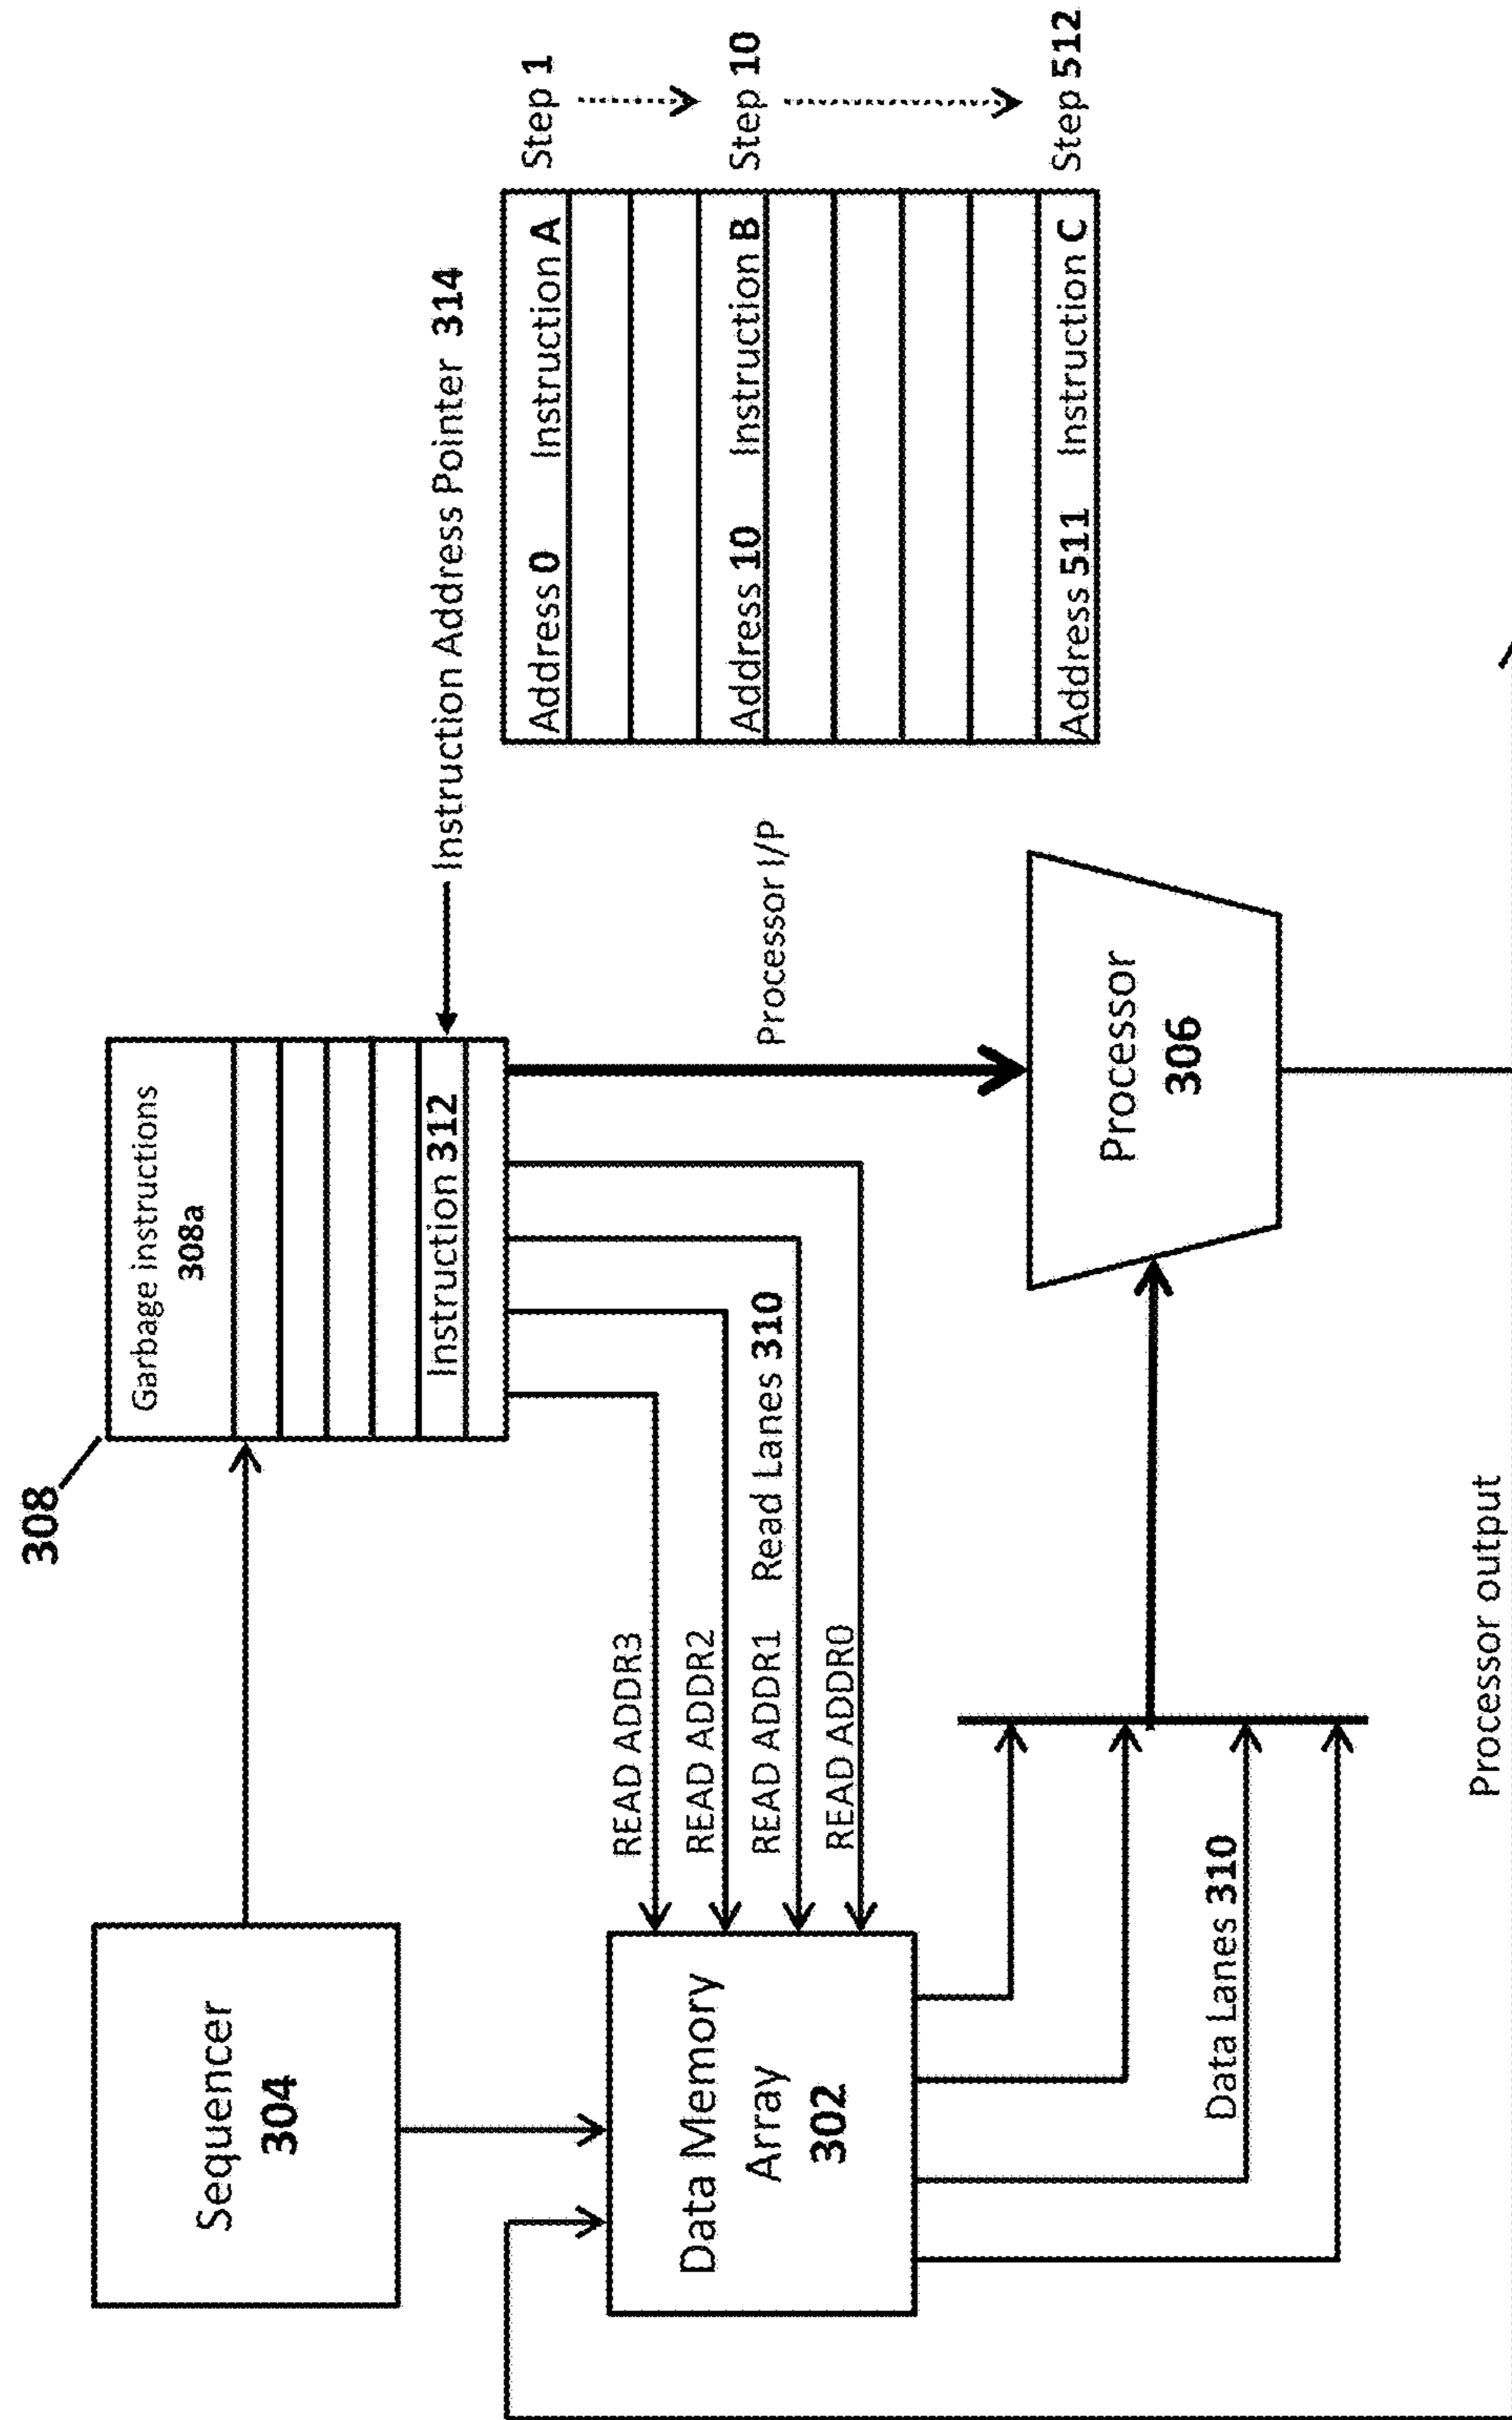 308
Garbage instructions
308a
Instruction 312
Instruction Address Pointer 314
Sequencer
304
Data Memory
Array
302
READ ADDR3
READ ADDR2
READ ADDR1 Read Lanes 310
READ ADDR0
Processor I/P
Address 0 Instruction A Step 1
Address 10 Instruction B Step 10
Address 511 Instruction C Step 512
Processor
306
Data Lanes 310
Processor output